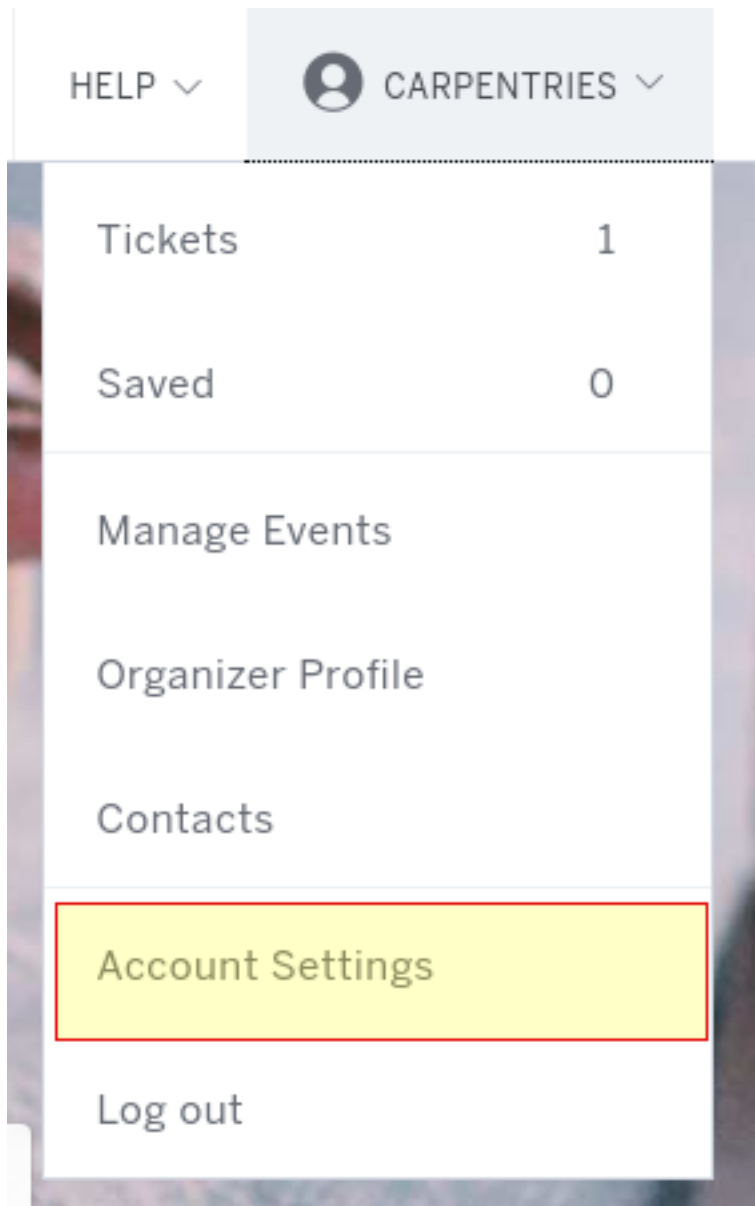 HELP CARPENTRIES
Tickets 1
Saved 0
Manage Events
Organizer Profile
Contacts
Account Settings
Log out